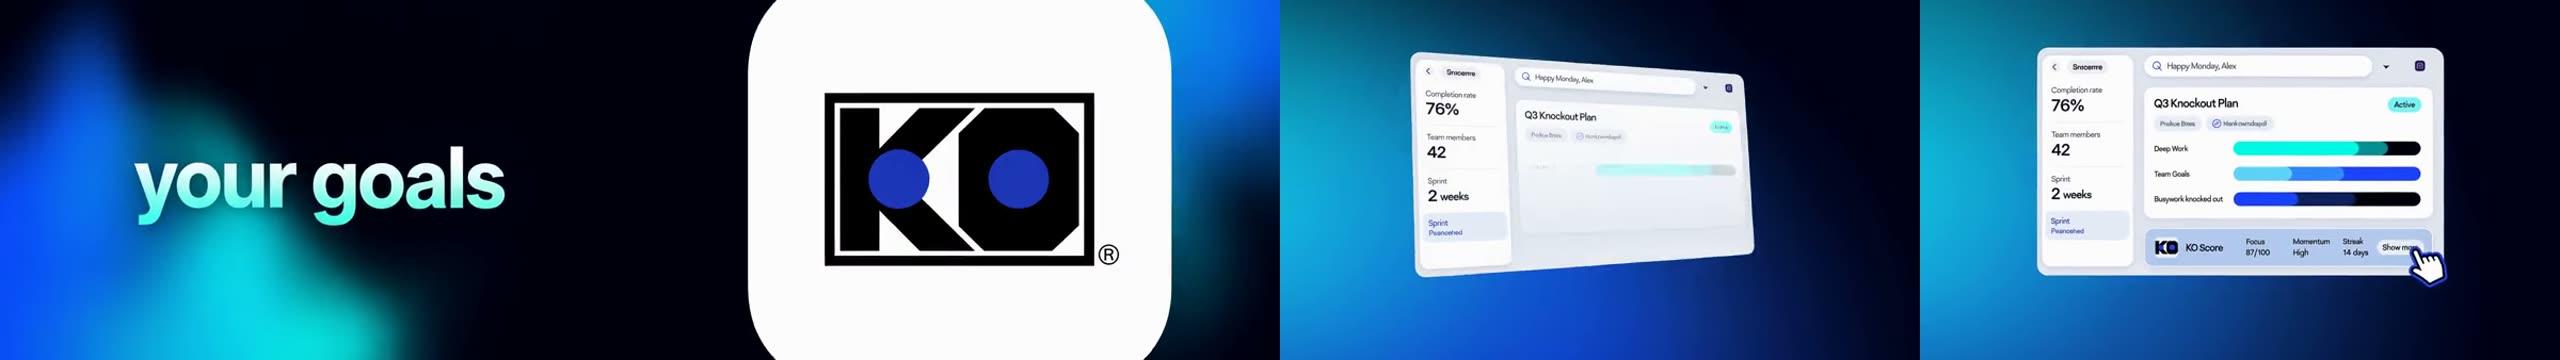 your goals
KO
®
Completion rate
76%
Team members
42
Sprint
2 weeks
Sprint
Happy Monday, Alex
Q3 Knockout Plan
Completion rate
76%
Team members
42
Sprint
2 weeks
Sprint
Happy Monday, Alex
Q3 Knockout Plan
Active
Deep Work
Team Goals
Busywork knocked out
KO
KO Score
Focus
87/100
Momentum
High
Streak
14 days
Show